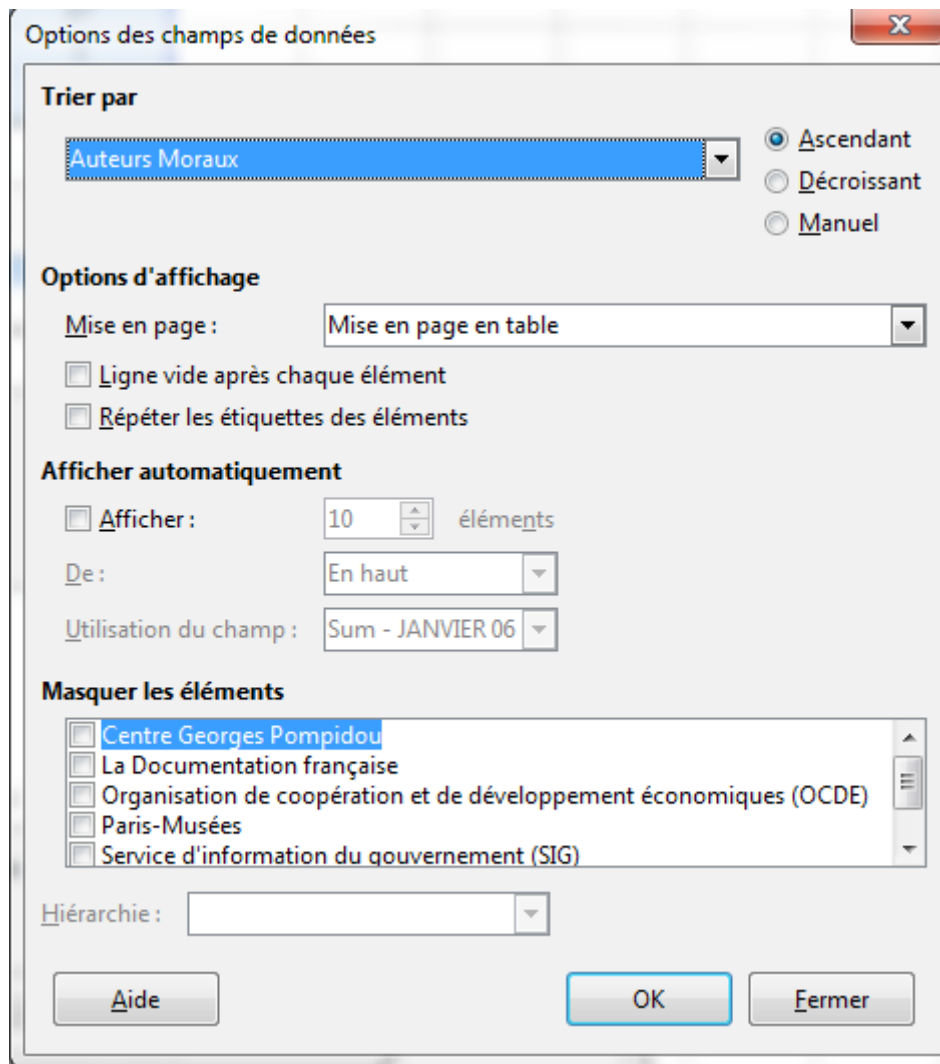 Options des champs de données
Trier par
Auteurs Moraux
Ascendant
Décroissant
Manuel
Options d'affichage
Mise en page : Mise en page en table
Ligne vide après chaque élément
Répéter les étiquettes des éléments
Afficher automatiquement
Afficher : 10 éléments
De : En haut
Utilisation du champ : Sum - JANVIER 06
Masquer les éléments
Centre Georges Pompidou
La Documentation française
Organisation de coopération et de développement économiques (OCDE)
Paris-Musées
Service d'information du gouvernement (SIG)
Hiérarchie :
Aide OK Fermer